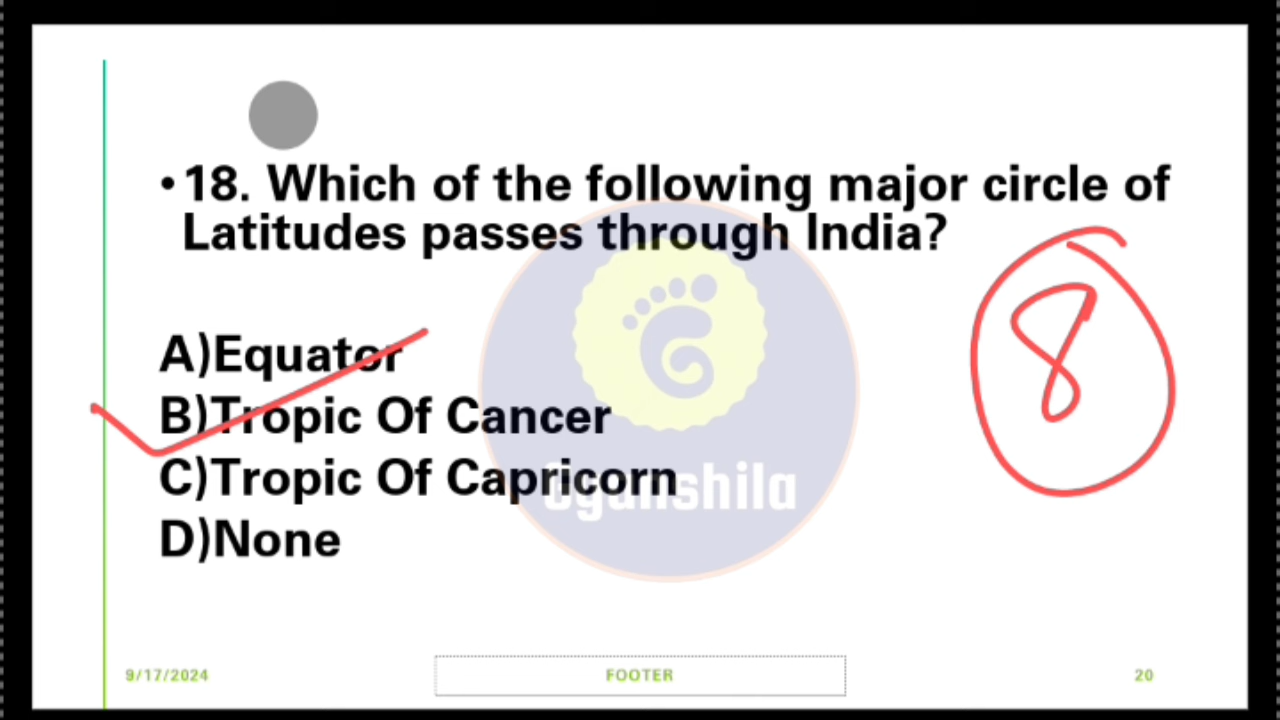 • 18. Which of the following major circle of
Latitudes passes through India?
8
A)Equator
B)Tropic Of Cancer
C)Tropic Of Capricorn
D)None
9/17/2024
FOOTER
20